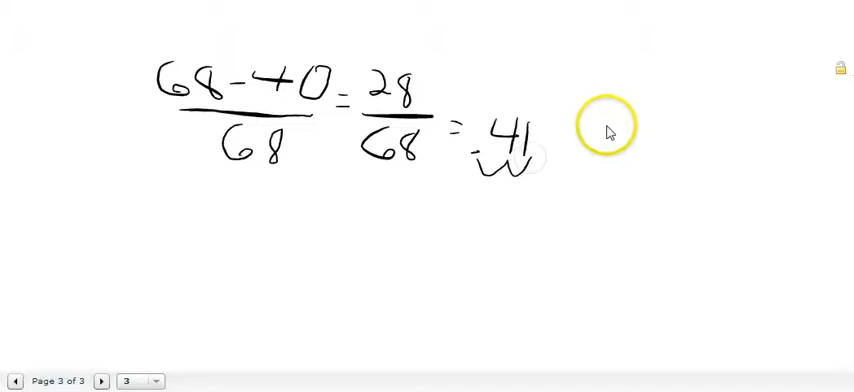 68-40 = 28
68 68 = .41
Page 3 of 3 3